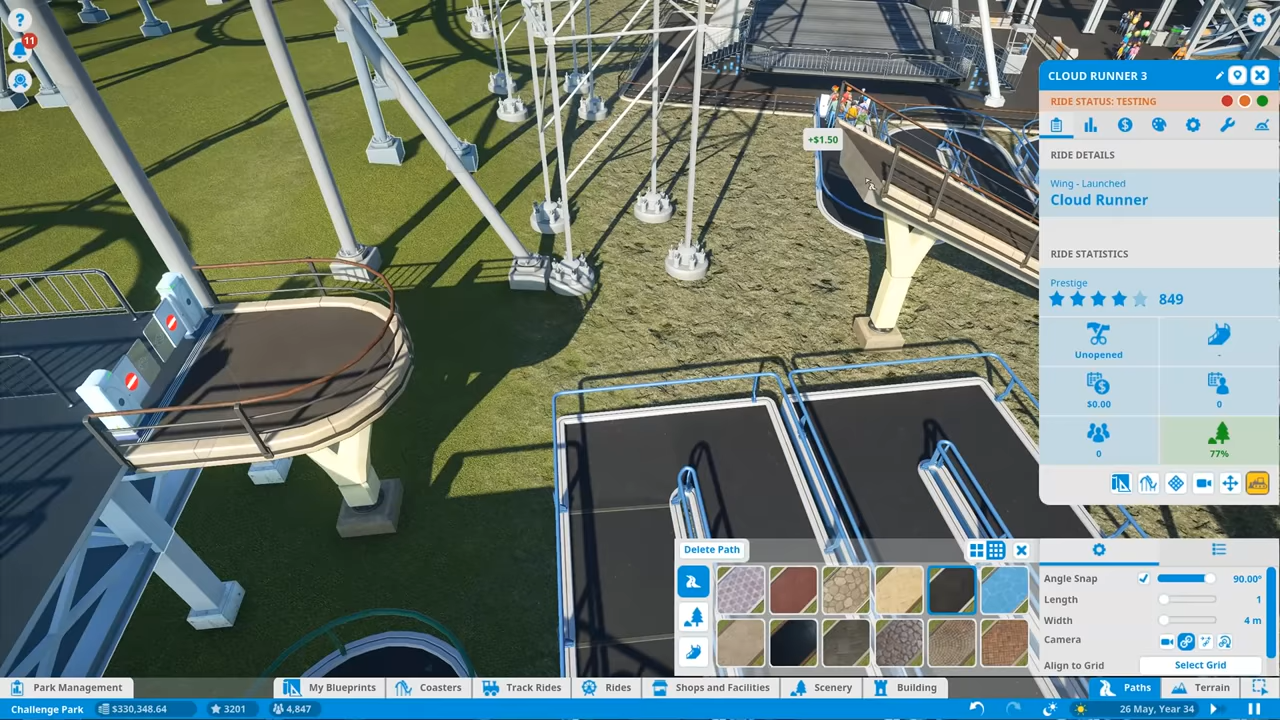 11
CLOUD RUNNER 3
RIDE STATUS: TESTING
RIDE DETAILS
Wing - Launched
Cloud Runner
RIDE STATISTICS
Prestige
849
Unopened
-
$0.00
0
0
77%
+$1.50
Delete Path
Angle Snap
90.00°
Length
1
Width
4 m
Camera
Align to Grid
Select Grid
Park Management
My Blueprints
Coasters
Track Rides
Rides
Shops and Facilities
Scenery
Building
Paths
Terrain
Challenge Park
$330,348.64
3201
4,847
26 May, Year 34